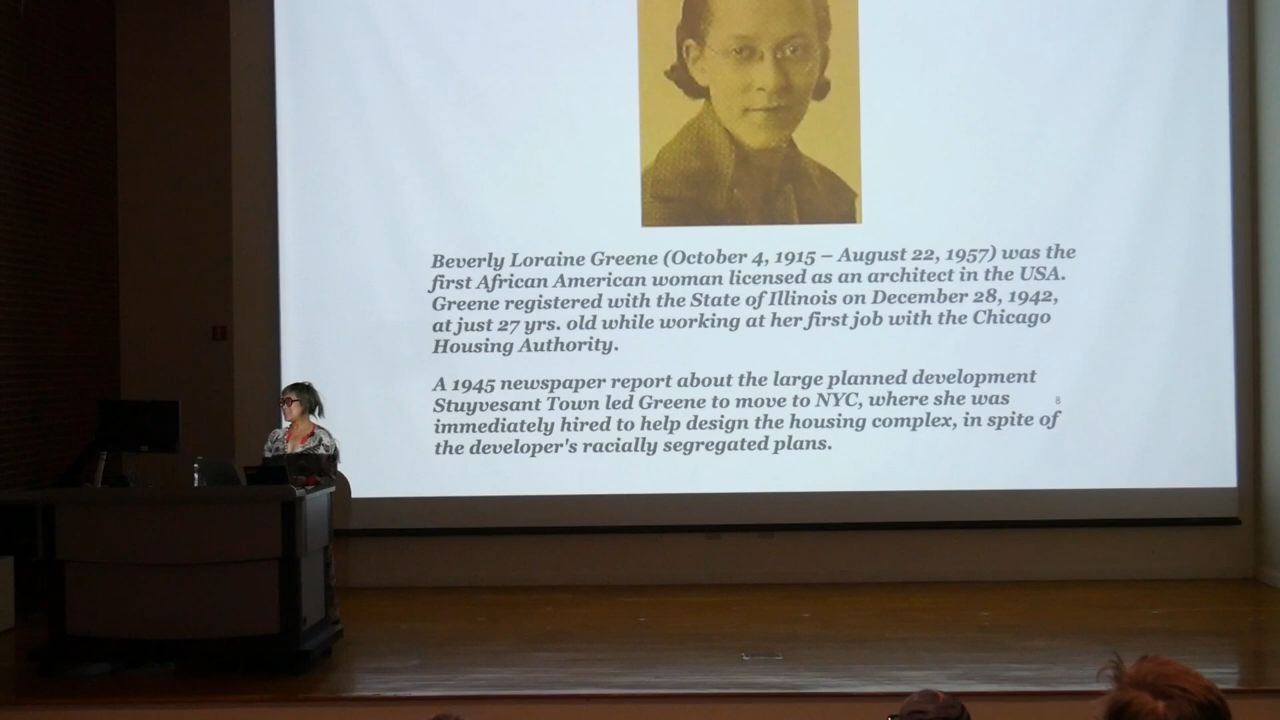 Beverly Loraine Greene (October 4, 1915 – August 22, 1957) was the
first African American woman licensed as an architect in the USA.
Greene registered with the State of Illinois on December 28, 1942,
at just 27 yrs. old while working at her first job with the Chicago
Housing Authority.
A 1945 newspaper report about the large planned development
Stuyvesant Town led Greene to move to NYC, where she was
immediately hired to help design the housing complex, in spite of
the developer's racially segregated plans.
8